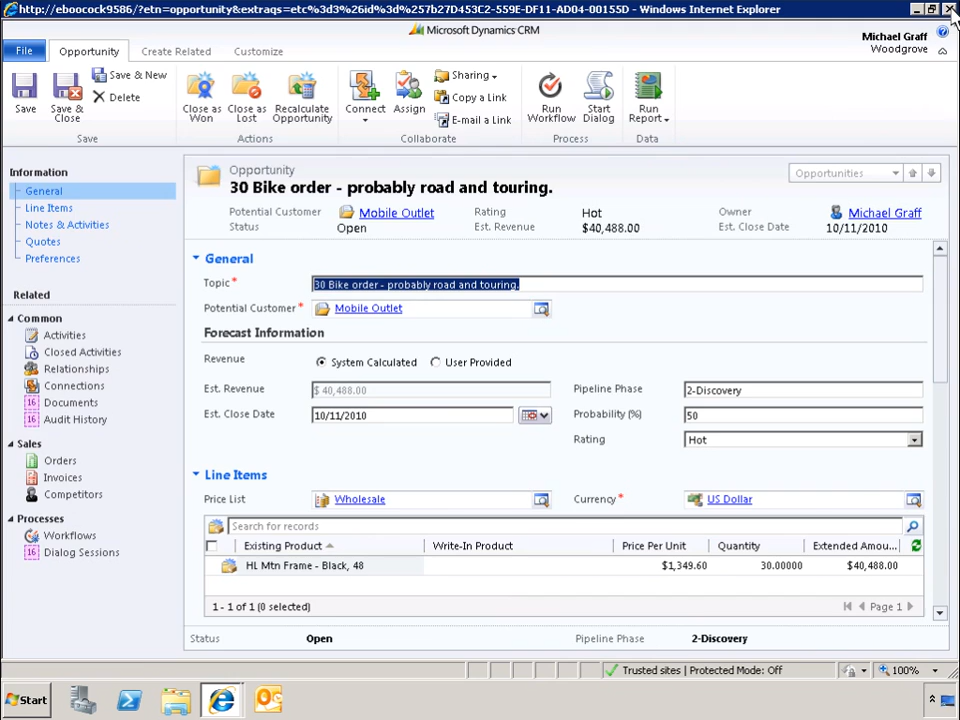 http://eboocock9586/?etn=opportunity&extraqs=etc%3d3%26id%3d%257b27D453C2-559E-DF11-AD04-00155D - Windows Internet Explorer
Microsoft Dynamics CRM
Michael Graff
Woodgrove
File
Opportunity
Create Related
Customize
Save
Save & Close
Save & New
Delete
Save
Close as Won
Close as Lost
Recalculate Opportunity
Actions
Connect
Assign
Sharing
Copy a Link
E-mail a Link
Collaborate
Run Workflow
Start Dialog
Process
Run Report
Data
Information
General
Line Items
Notes & Activities
Quotes
Preferences
Related
Common
Activities
Closed Activities
Relationships
Connections
16 Documents
16 Audit History
Sales
Orders
Invoices
Competitors
Processes
Workflows
16 Dialog Sessions
Opportunity
30 Bike order - probably road and touring.
Opportunities
Potential Customer Mobile Outlet Rating Hot Owner Michael Graff
Status Open Est. Revenue $40,488.00 Est. Close Date 10/11/2010
General
Topic* 30 Bike order - probably road and touring.
Potential Customer* Mobile Outlet
Forecast Information
Revenue System Calculated User Provided
Est. Revenue $ 40,488.00 Pipeline Phase 2-Discovery
Est. Close Date 10/11/2010 Probability (%) 50
Rating Hot
Line Items
Price List Wholesale Currency* US Dollar
Search for records
Existing Product Write-In Product Price Per Unit Quantity Extended Amou...
HL Mtn Frame - Black, 48 $1,349.60 30.00000 $40,488.00
1 - 1 of 1 (0 selected) Page 1
Status Open Pipeline Phase 2-Discovery
Trusted sites | Protected Mode: Off 100%
Start